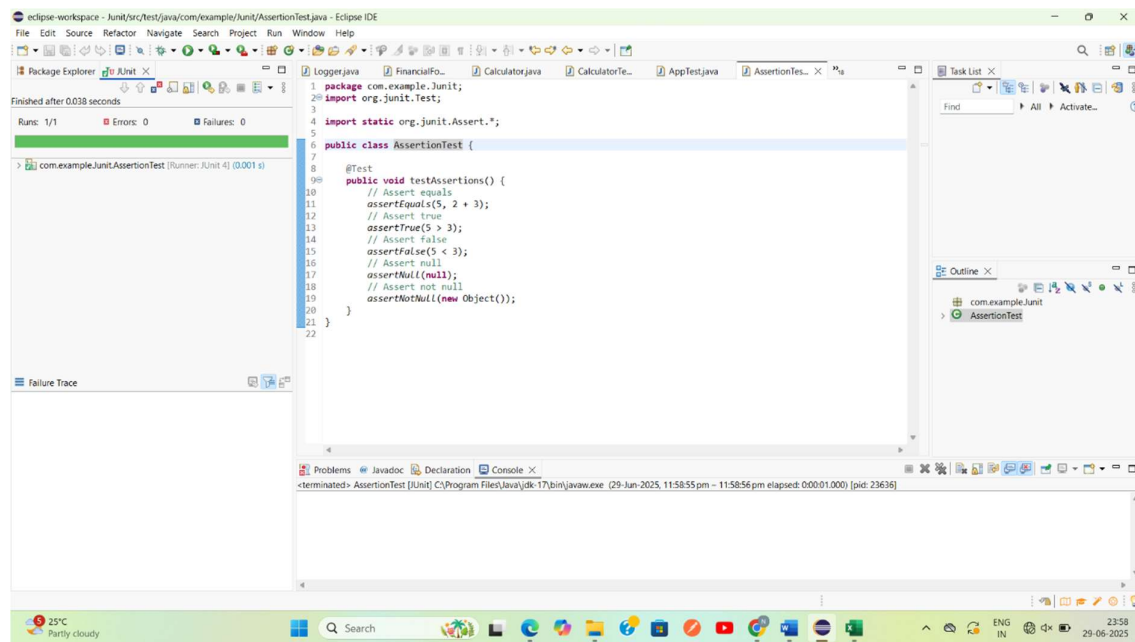 eclipse-workspace - Junit/src/test/java/com/example/Junit/AssertionTest.java - Eclipse IDE
File Edit Source Refactor Navigate Search Project Run Window Help
Package Explorer JUnit
Finished after 0.038 seconds
Runs: 1/1 Errors: 0 Failures: 0
com.example.Junit.AssertionTest [Runner: JUnit 4] (0.001 s)
Failure Trace
Logger.java FinancialFo... Calculator.java CalculatorTe... AppTest.java AssertionTes... »18
1 package com.example.Junit;
2 import org.junit.Test;
3
4 import static org.junit.Assert.*;
5
6 public class AssertionTest {
7
8 @Test
9 public void testAssertions() {
10 // Assert equals
11 assertEquals(5, 2 + 3);
12 // Assert true
13 assertTrue(5 > 3);
14 // Assert false
15 assertFalse(5 < 3);
16 // Assert null
17 assertNull(null);
18 // Assert not null
19 assertNotNull(new Object());
20 }
21 }
22
Task List
Find All Activate...
Outline
com.example.Junit
AssertionTest
Problems Javadoc Declaration Console
<terminated> AssertionTest [JUnit] C:\Program Files\Java\jdk-17\bin\javaw.exe (29-Jun-2025, 11:58:55 pm – 11:58:56 pm elapsed: 0:00:01.000) [pid: 23636]
5
25°C
Partly cloudy
Search
ENG
IN
23:58
29-06-2025